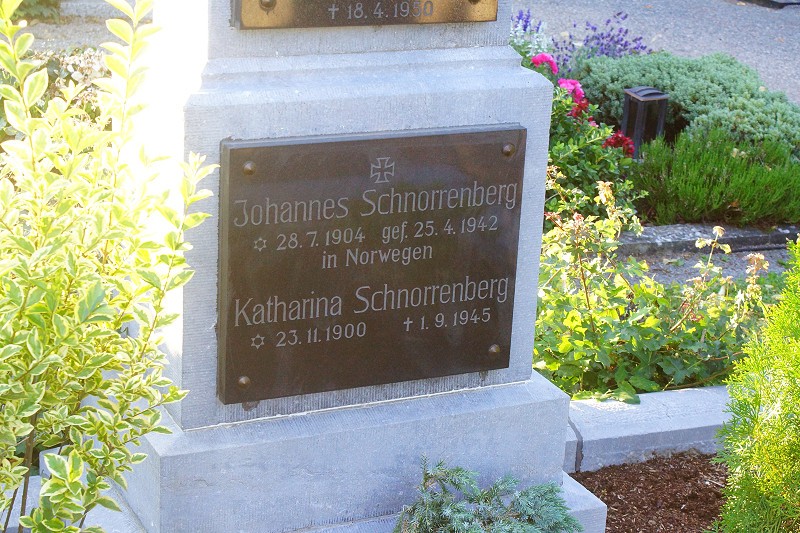 ✝ 18.4.1950
Johannes Schnorrenberg
✡ 28.7.1904 gef. 25.4.1942
in Norwegen
Katharina Schnorrenberg
✡ 23.11.1900 ✝ 1.9.1945